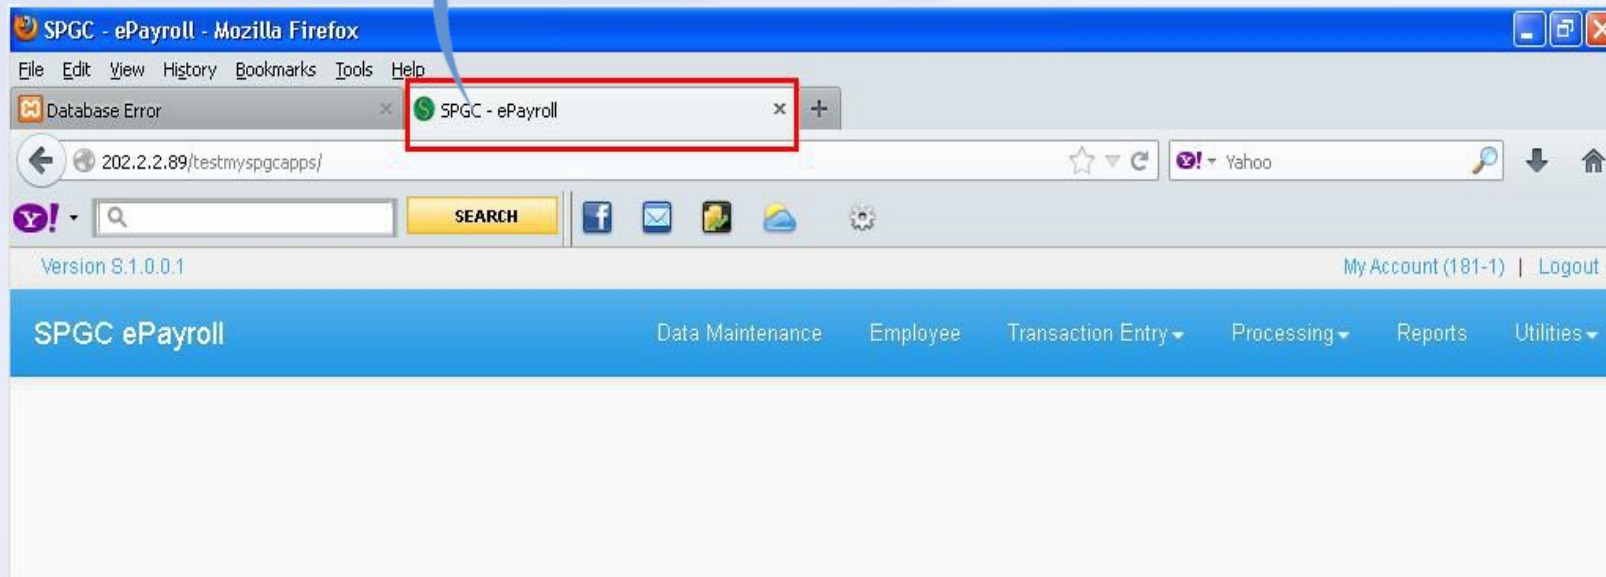 SPGC - ePayroll - Mozilla Firefox
File Edit View History Bookmarks Tools Help
Database Error SPGC - ePayroll
202.2.2.89/testmyspgcapps/ Yahoo
SEARCH
Version S.1.0.0.1 My Account (181-1) | Logout
SPGC ePayroll Data Maintenance Employee Transaction Entry Processing Reports Utilities